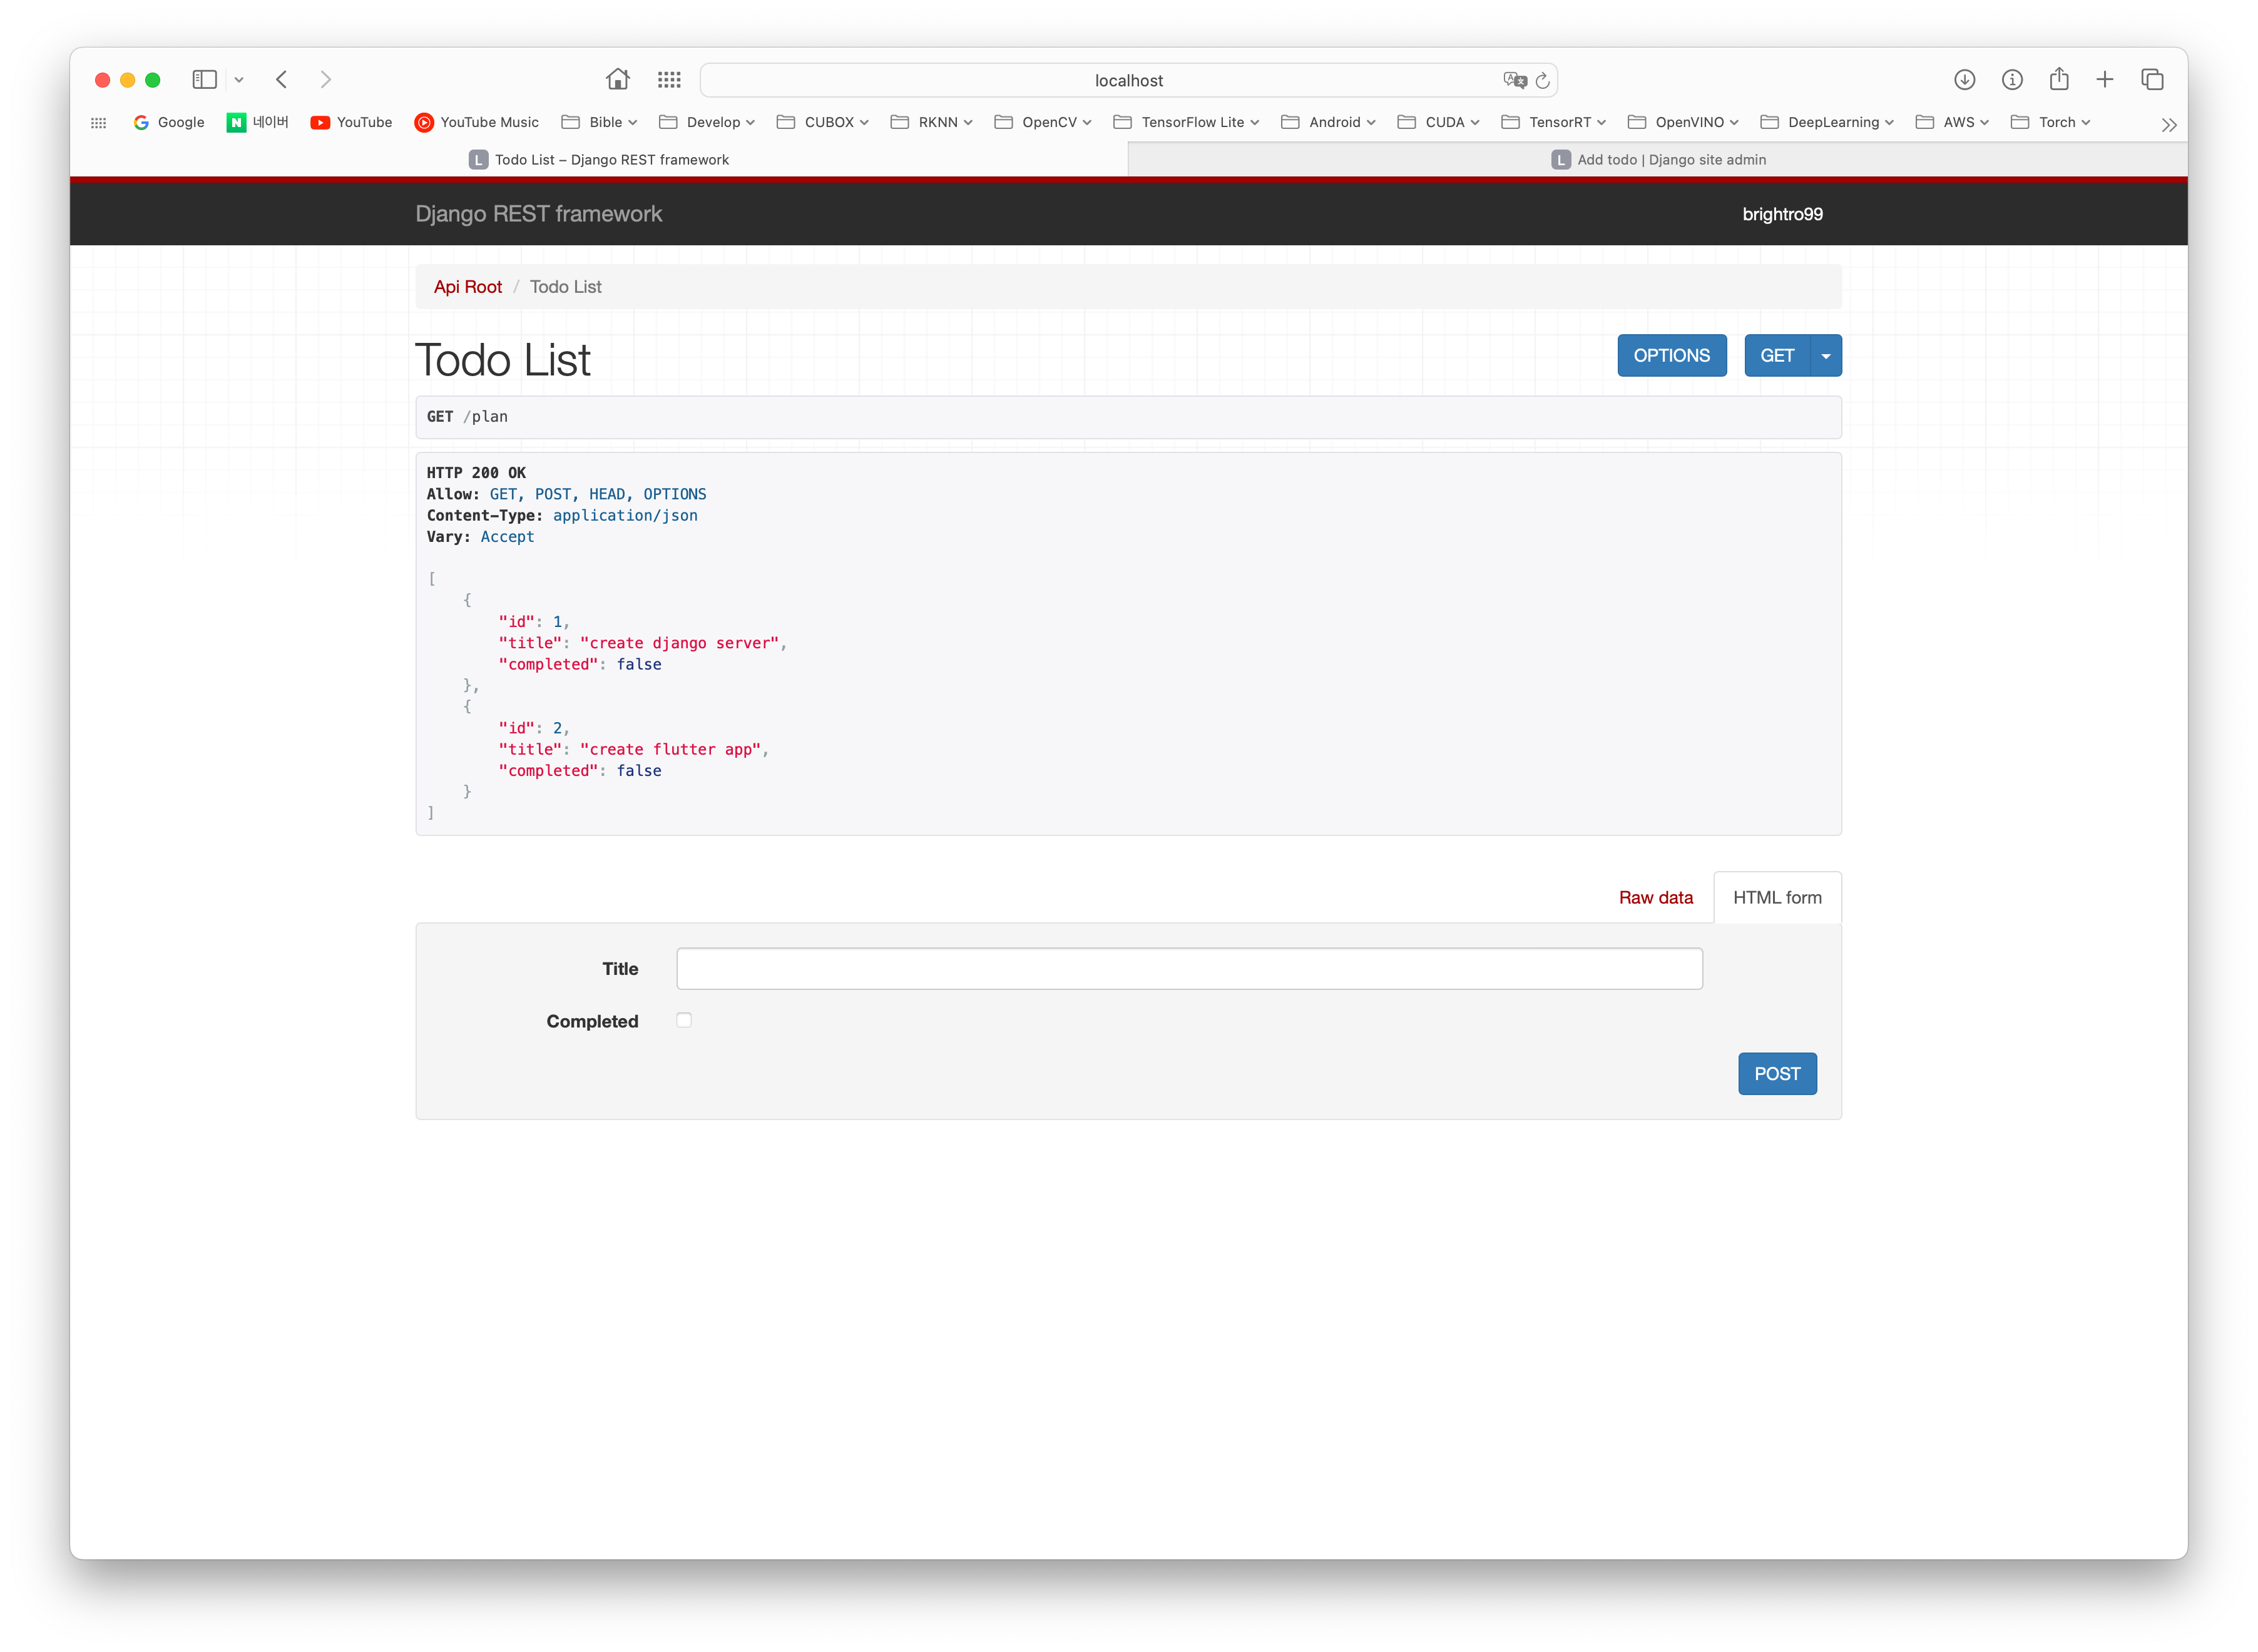 localhost
Google 네이버 YouTube YouTube Music Bible Develop CUBOX RKNN OpenCV TensorFlow Lite Android CUDA TensorRT OpenVINO DeepLearning AWS Torch
L Todo List – Django REST framework
L Add todo | Django site admin
Django REST framework
brightro99
Api Root / Todo List
Todo List
OPTIONS
GET
GET /plan
HTTP 200 OK
Allow: GET, POST, HEAD, OPTIONS
Content-Type: application/json
Vary: Accept
[
    {
        "id": 1,
        "title": "create django server",
        "completed": false
    },
    {
        "id": 2,
        "title": "create flutter app",
        "completed": false
    }
]
Raw data
HTML form
Title
Completed
POST